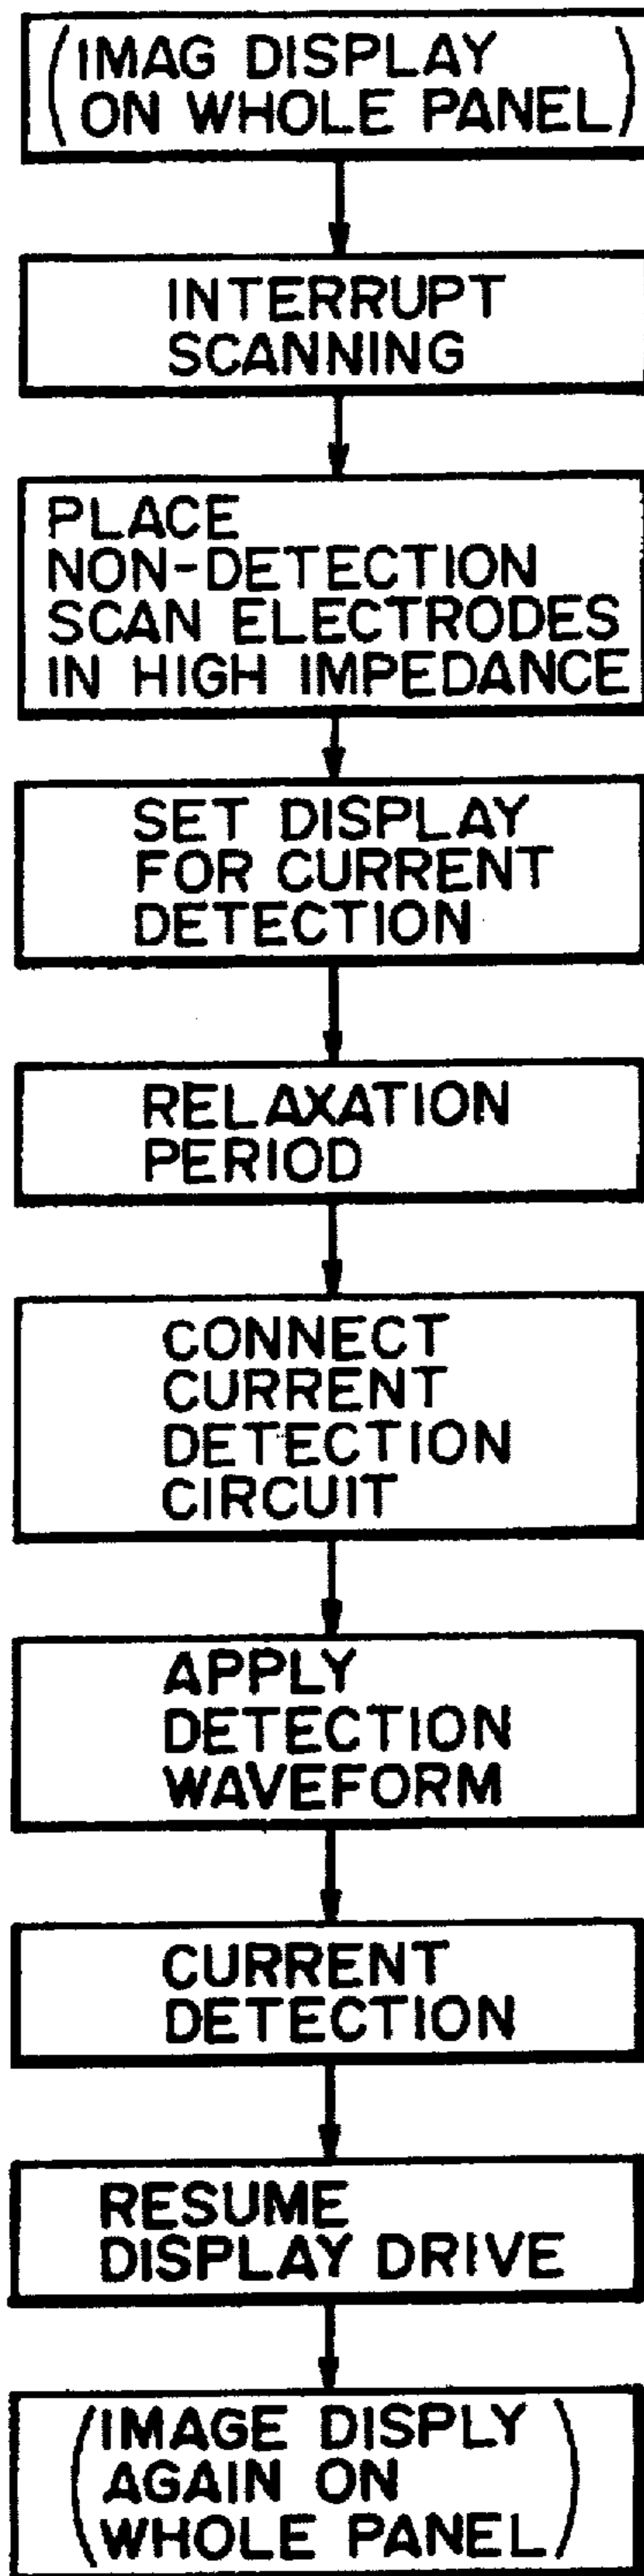 (IMAG DISPLAY
ON WHOLE PANEL)
INTERRUPT
SCANNING
PLACE
NON-DETECTION
SCAN ELECTRODES
IN HIGH IMPEDANCE
SET DISPLAY
FOR CURRENT
DETECTION
RELAXATION
PERIOD
CONNECT
CURRENT
DETECTION
CIRCUIT
APPLY
DETECTION
WAVEFORM
CURRENT
DETECTION
RESUME
DISPLAY DRIVE
(IMAGE DISPLY
AGAIN ON
WHOLE PANEL)